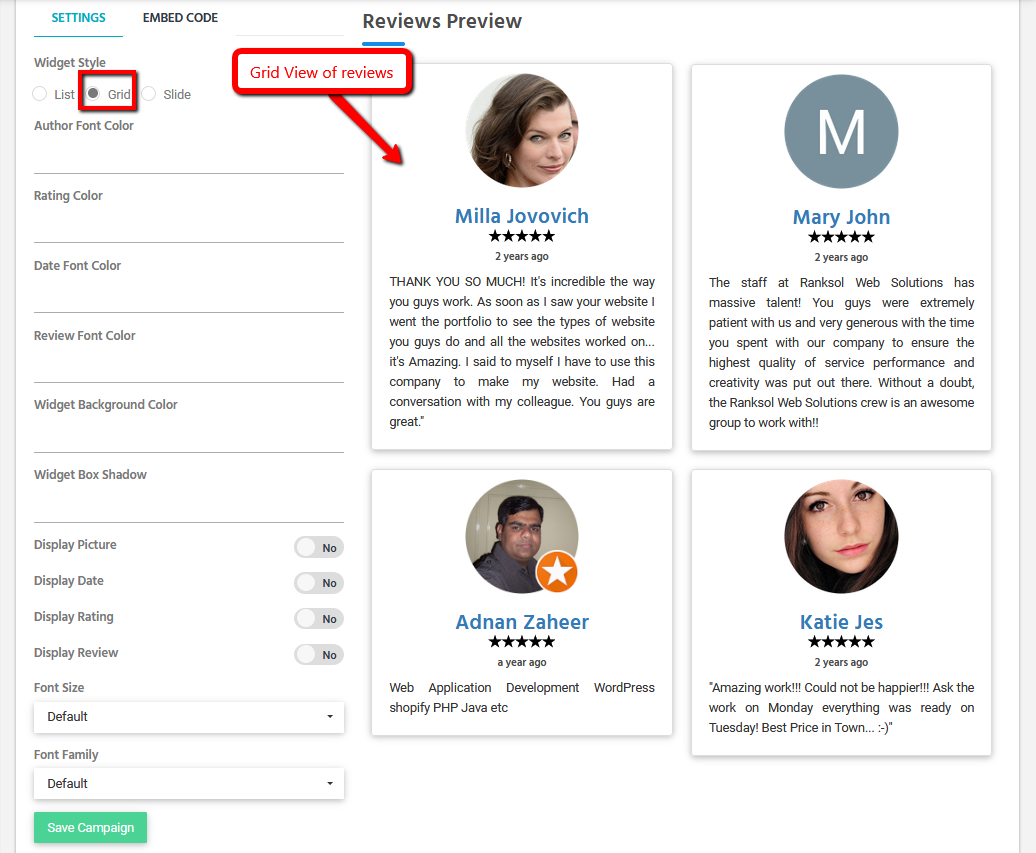 SETTINGS
EMBED CODE
Widget Style
List
Grid
Slide
Author Font Color
Rating Color
Date Font Color
Review Font Color
Widget Background Color
Widget Box Shadow
Display Picture
No
Display Date
No
Display Rating
No
Display Review
No
Font Size
Default
Font Family
Default
Save Campaign
Reviews Preview
Grid View of reviews
Milla Jovovich
★★★★★
2 years ago
THANK YOU SO MUCH! It's incredible the way
you guys work. As soon as I saw your website I
went the portfolio to see the types of website
you guys do and all the websites worked on...
it's Amazing. I said to myself I have to use this
company to make my website. Had a
conversation with my colleague. You guys are
great."
M
Mary John
★★★★★
2 years ago
The staff at Ranksol Web Solutions has
massive talent! You guys were extremely
patient with us and very generous with the time
you spent with our company to ensure the
highest quality of service performance and
creativity was put out there. Without a doubt,
the Ranksol Web Solutions crew is an awesome
group to work with!!
Adnan Zaheer
★★★★★
a year ago
Web Application Development WordPress
shopify PHP Java etc
Katie Jes
★★★★★
2 years ago
"Amazing work!!! Could not be happier!!! Ask the
work on Monday everything was ready on
Tuesday! Best Price in Town... :-)"